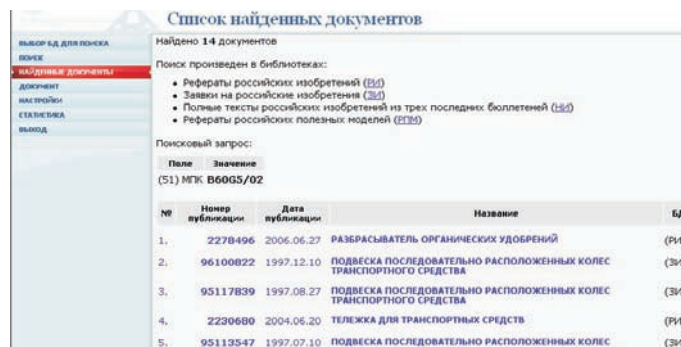 Список найденных документов
ВЫБОР БД ДЛЯ ПОИСКА
ПОИСК
НАЙДЕННЫЕ ДОКУМЕНТЫ
ДОКУМЕНТ
НАСТРОЙКИ
СТАТИСТИКА
ВЫХОД
Найдено 14 документов
Поиск произведен в библиотеках:
• Рефераты российских изобретений (РИ)
• Заявки на российские изобретения (ЗИ)
• Полные тексты российских изобретений из трех последних бюллетеней (НИ)
• Рефераты российских полезных моделей (РПМ)
Поисковый запрос:
Поле Значение
(51) МПК B60G5/02
№ Номер публикации Дата публикации Название БД
1. 2278496 2006.06.27 РАЗБРАСЫВАТЕЛЬ ОРГАНИЧЕСКИХ УДОБРЕНИЙ (РИ
2. 96100822 1997.12.10 ПОДВЕСКА ПОСЛЕДОВАТЕЛЬНО РАСПОЛОЖЕННЫХ КОЛЕС (ЗИ
ТРАНСПОРТНОГО СРЕДСТВА
3. 95117839 1997.08.27 ПОДВЕСКА ПОСЛЕДОВАТЕЛЬНО РАСПОЛОЖЕННЫХ КОЛЕС (ЗИ
ТРАНСПОРТНОГО СРЕДСТВА
4. 2230680 2004.06.20 ТЕЛЕЖКА ДЛЯ ТРАНСПОРТНЫХ СРЕДСТВ (РИ
5. 95113547 1997.07.10 ПОДВЕСКА ПОСЛЕДОВАТЕЛЬНО РАСПОЛОЖЕННЫХ КОЛЕС (ЗИ